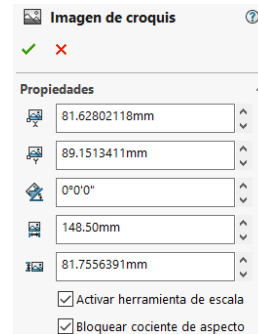 Imagen de croquis
Propiedades
81.62802118mm
89.1513411mm
0°0'0"
148.50mm
81.7556391mm
Activar herramienta de escala
Bloquear cociente de aspecto